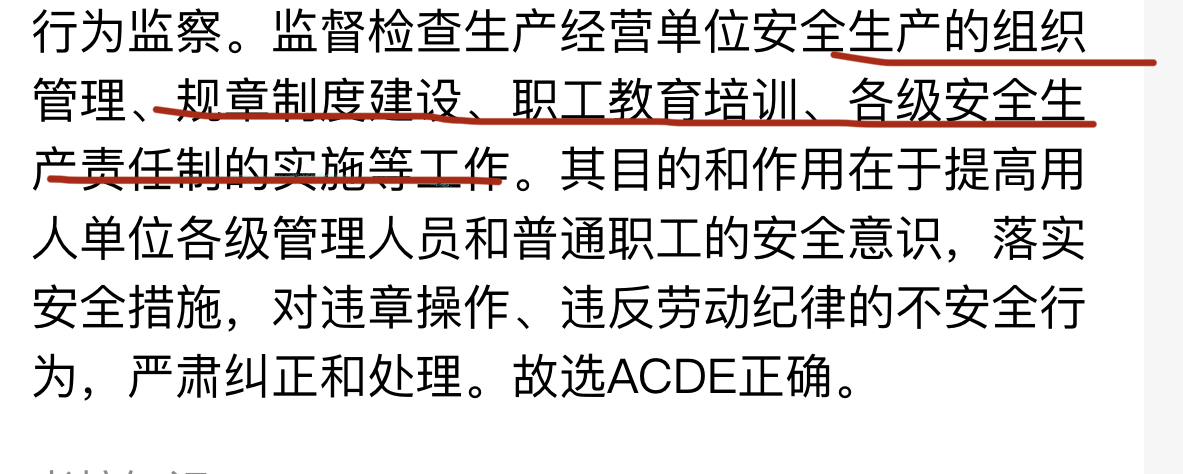 行为监察。监督检查生产经营单位安全生产的组织
管理、规章制度建设、职工教育培训、各级安全生
产责任制的实施等工作。其目的和作用在于提高用
人单位各级管理人员和普通职工的安全意识，落实
安全措施，对违章操作、违反劳动纪律的不安全行
为，严肃纠正和处理。故选ACDE正确。